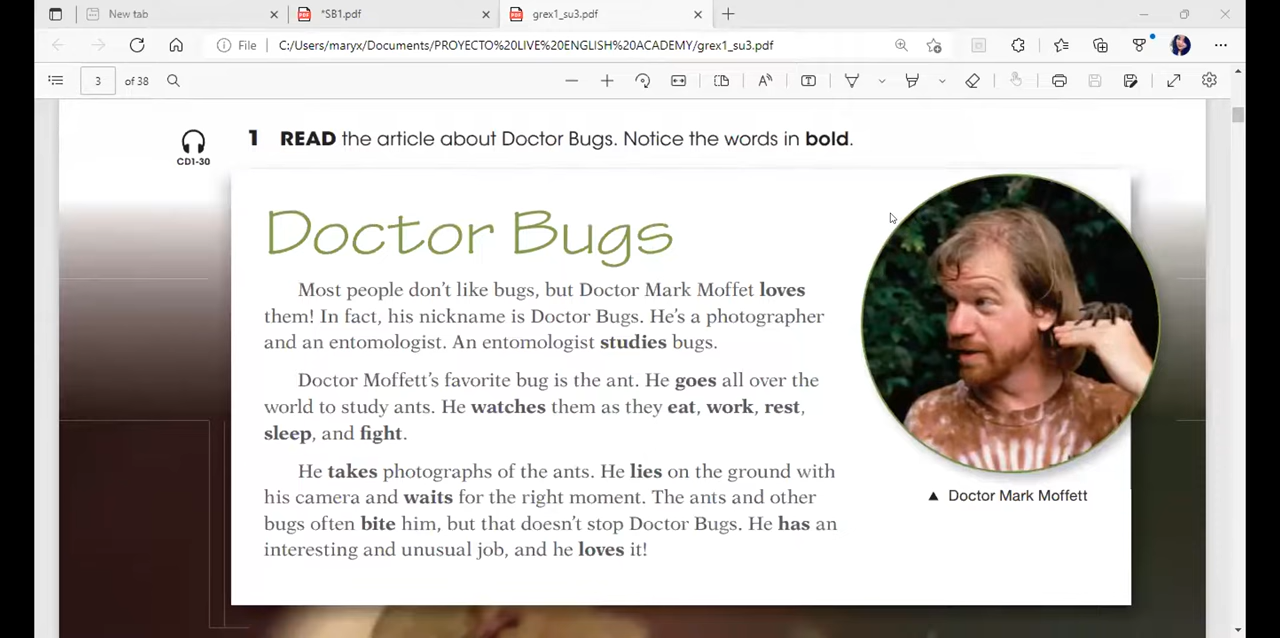 New tab
*SB1.pdf
grex1_su3.pdf
File
C:/Users/maryx/Documents/PROYECTO%20LIVE%20ENGLISH%20ACADEMY/grex1_su3.pdf
3 of 38
CD1-30
1 READ the article about Doctor Bugs. Notice the words in bold.
Doctor Bugs
Most people don't like bugs, but Doctor Mark Moffet loves
them! In fact, his nickname is Doctor Bugs. He's a photographer
and an entomologist. An entomologist studies bugs.
Doctor Moffett's favorite bug is the ant. He goes all over the
world to study ants. He watches them as they eat, work, rest,
sleep, and fight.
He takes photographs of the ants. He lies on the ground with
his camera and waits for the right moment. The ants and other
bugs often bite him, but that doesn't stop Doctor Bugs. He has an
interesting and unusual job, and he loves it!
▲ Doctor Mark Moffett